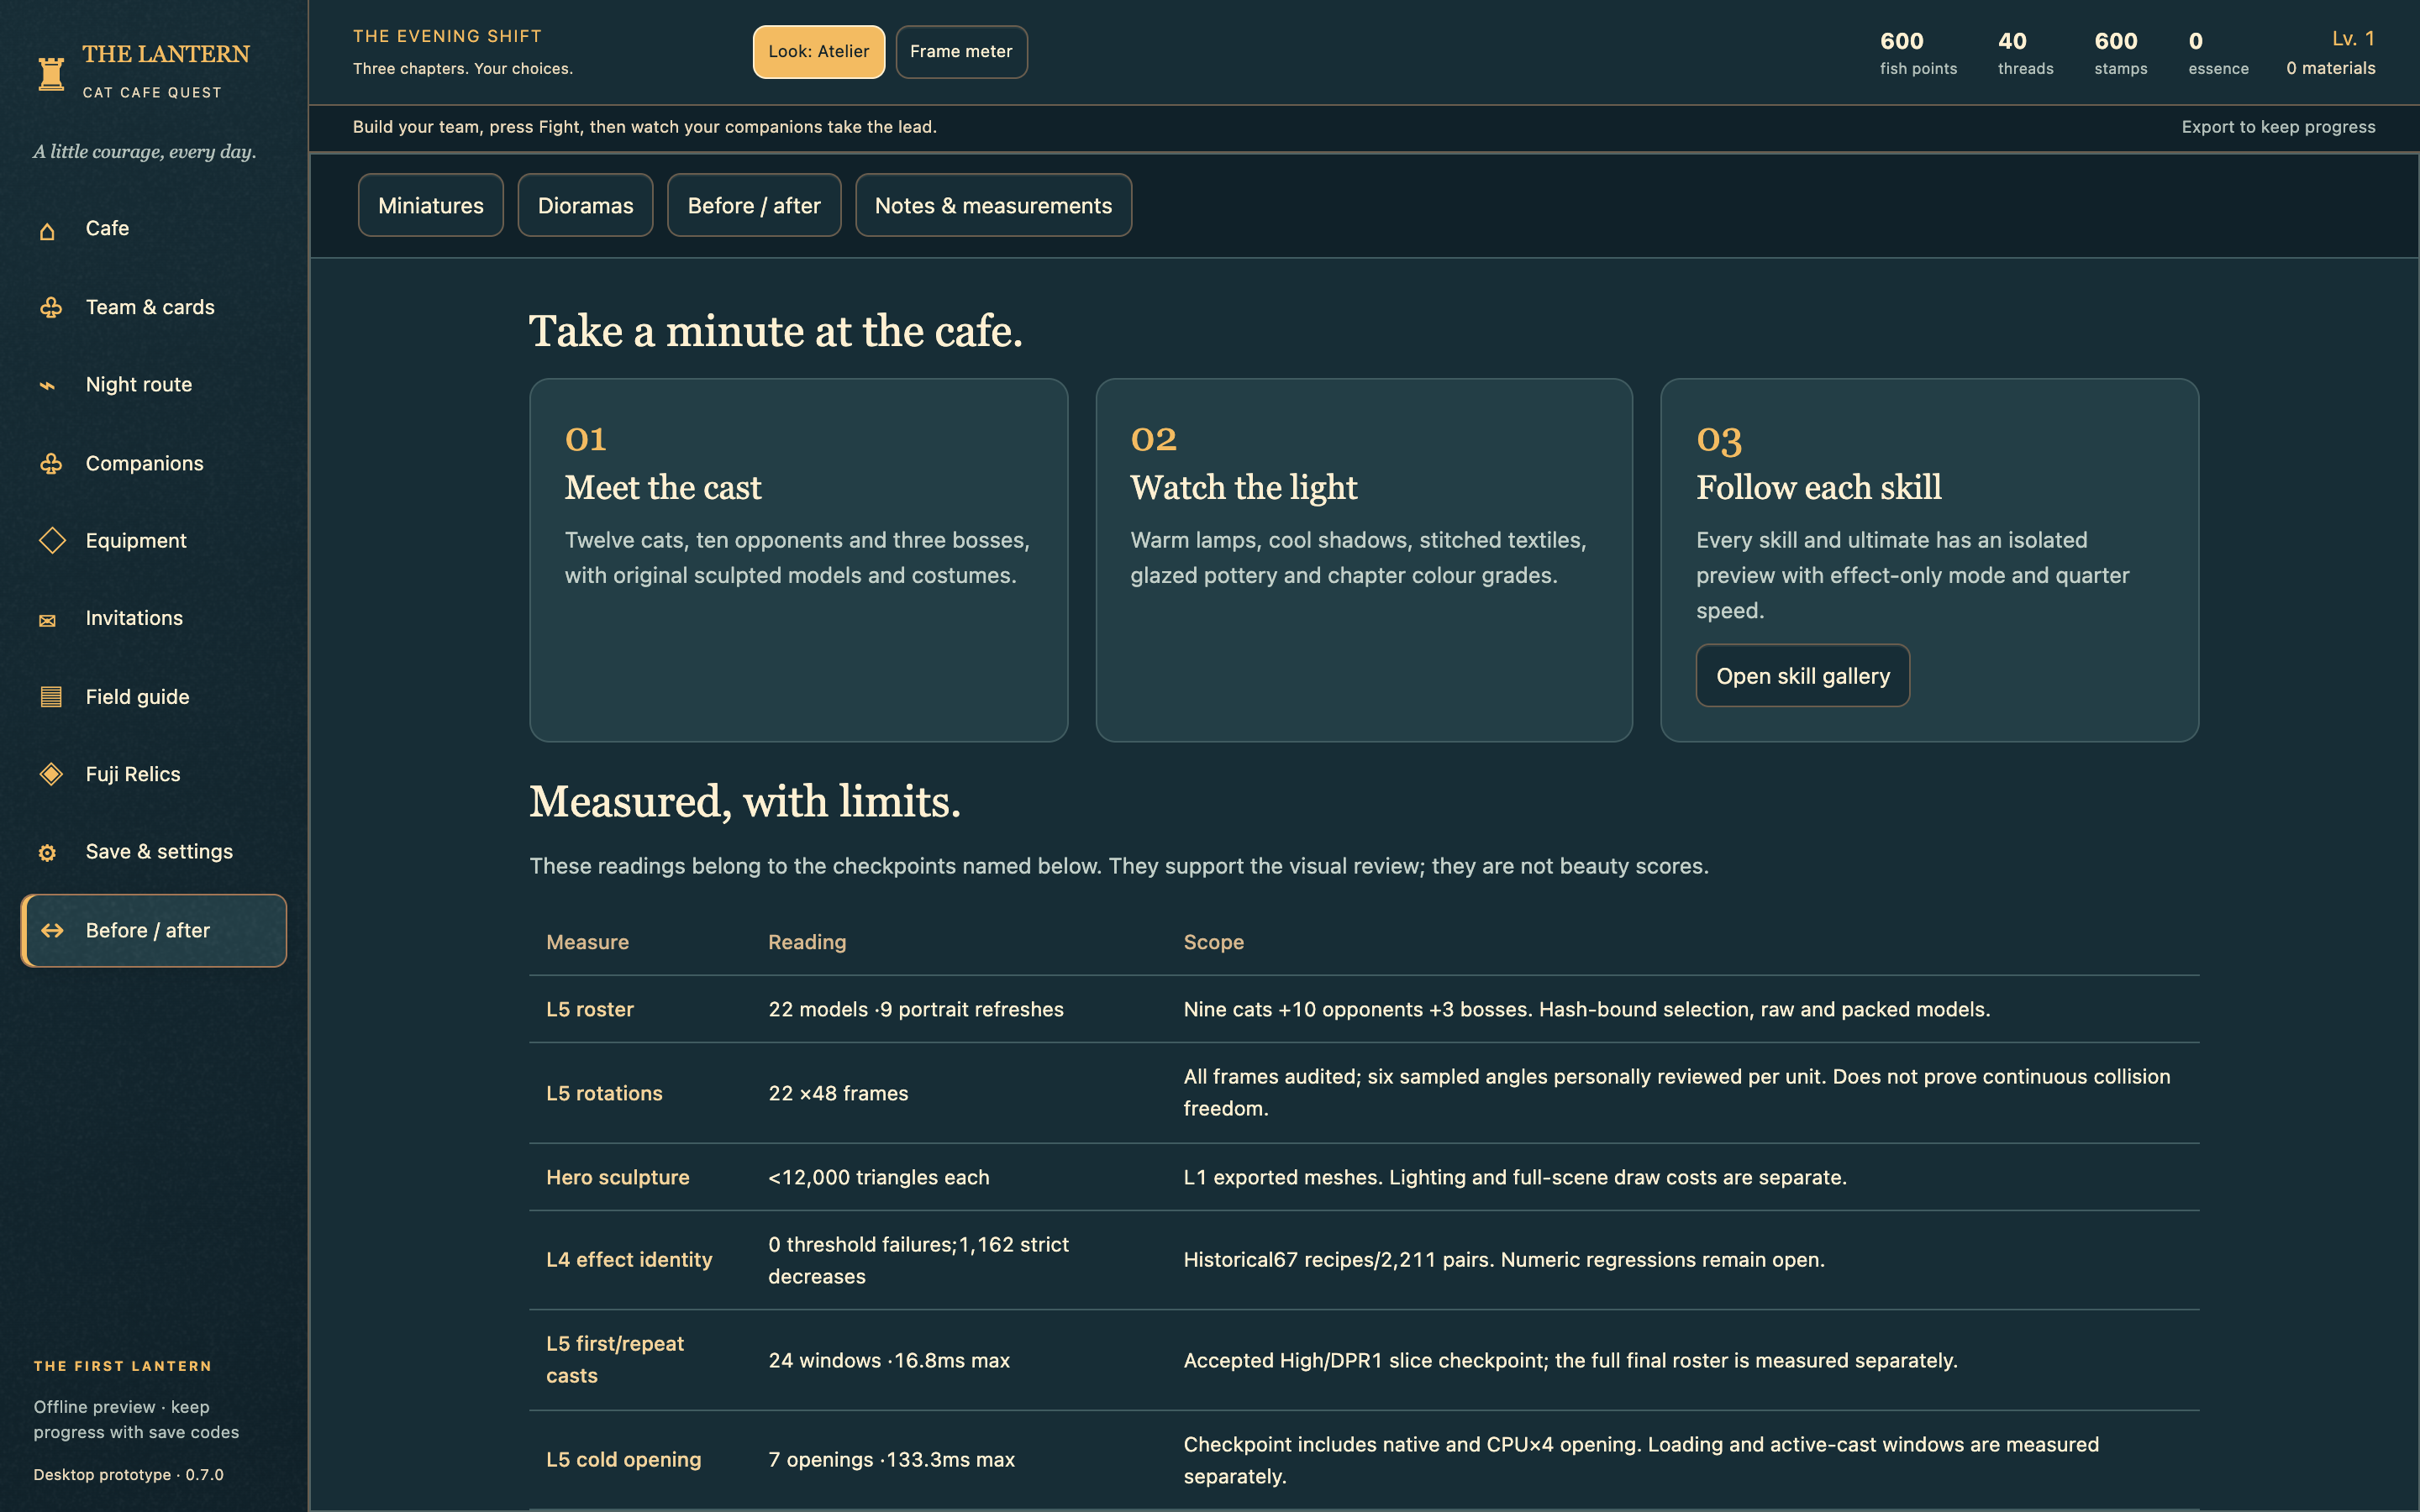 THE LANTERN
CAT CAFE QUEST
A little courage, every day.
Cafe
Team & cards
Night route
Companions
Equipment
Invitations
Field guide
Fuji Relics
Save & settings
Before / after
THE FIRST LANTERN
Offline preview · keep
progress with save codes
Desktop prototype · 0.7.0
THE EVENING SHIFT
Three chapters. Your choices.
Look: Atelier
Frame meter
600
fish points
40
threads
600
stamps
0
essence
Lv. 1
0 materials
Build your team, press Fight, then watch your companions take the lead.
Export to keep progress
Miniatures
Dioramas
Before / after
Notes & measurements
Take a minute at the cafe.
01
Meet the cast
Twelve cats, ten opponents and three bosses,
with original sculpted models and costumes.
02
Watch the light
Warm lamps, cool shadows, stitched textiles,
glazed pottery and chapter colour grades.
03
Follow each skill
Every skill and ultimate has an isolated
preview with effect-only mode and quarter
speed.
Open skill gallery
Measured, with limits.
These readings belong to the checkpoints named below. They support the visual review; they are not beauty scores.
Measure Reading Scope
L5 roster
22 models ·9 portrait refreshes
Nine cats +10 opponents +3 bosses. Hash-bound selection, raw and packed models.
L5 rotations
22 ×48 frames
All frames audited; six sampled angles personally reviewed per unit. Does not prove continuous collision
freedom.
Hero sculpture
<12,000 triangles each
L1 exported meshes. Lighting and full-scene draw costs are separate.
L4 effect identity
0 threshold failures;1,162 strict
decreases
Historical67 recipes/2,211 pairs. Numeric regressions remain open.
L5 first/repeat
casts
24 windows ·16.8ms max
Accepted High/DPR1 slice checkpoint; the full final roster is measured separately.
L5 cold opening
7 openings ·133.3ms max
Checkpoint includes native and CPU×4 opening. Loading and active-cast windows are measured
separately.